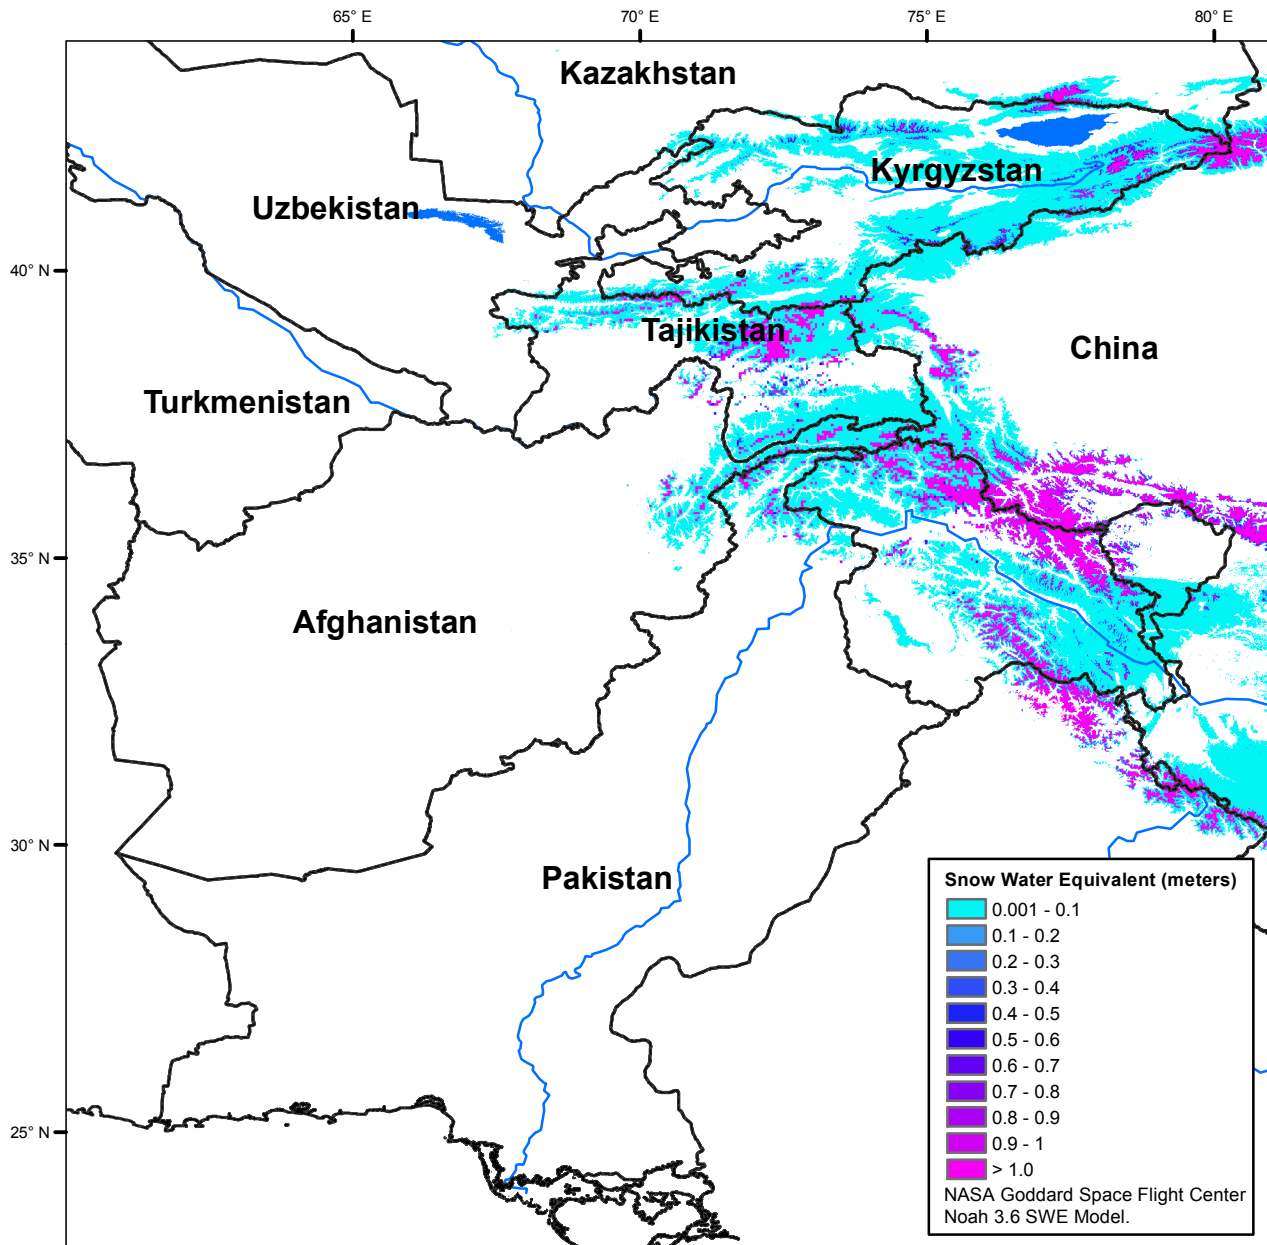 65° E
70° E
75° E
80° E
Kazakhstan
Kyrgyzstan
Uzbekistan
40° N
Tajikistan
China
Turkmenistan
35° N
Afghanistan
30° N
Pakistan
25° N
Snow Water Equivalent (meters)
0.001 - 0.1
0.1 - 0.2
0.2 - 0.3
0.3 - 0.4
0.4 - 0.5
0.5 - 0.6
0.6 - 0.7
0.7 - 0.8
0.8 - 0.9
0.9 - 1
> 1.0
NASA Goddard Space Flight Center
Noah 3.6 SWE Model.